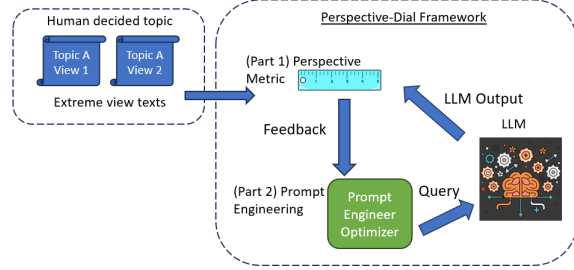 Human decided topic
Topic A
View 1
Topic A
View 2
Extreme view texts
Perspective-Dial Framework
(Part 1) Perspective
Metric
Feedback
LLM Output
LLM
(Part 2) Prompt
Engineering
Prompt
Engineer
Optimizer
Query